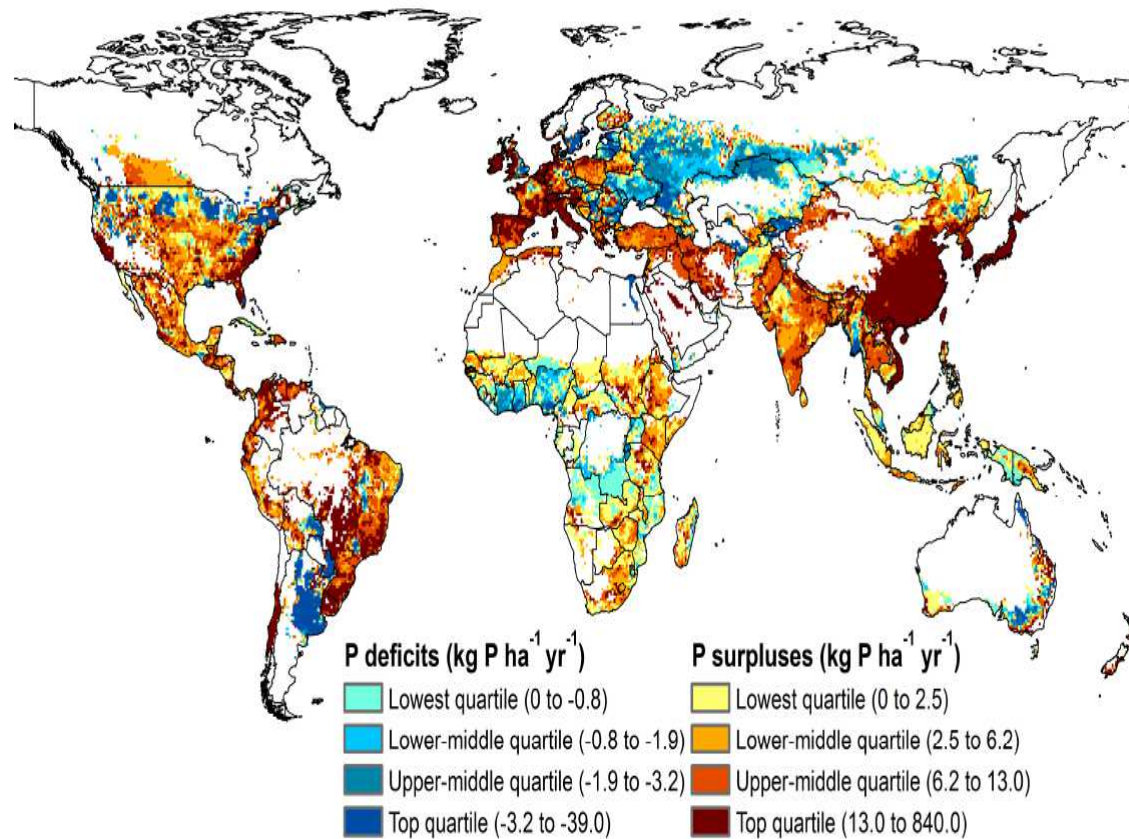 P deficits (kg P ha⁻¹ yr⁻¹)
Lowest quartile (0 to -0.8)
Lower-middle quartile (-0.8 to -1.9)
Upper-middle quartile (-1.9 to -3.2)
Top quartile (-3.2 to -39.0)
P surpluses (kg P ha⁻¹ yr⁻¹)
Lowest quartile (0 to 2.5)
Lower-middle quartile (2.5 to 6.2)
Upper-middle quartile (6.2 to 13.0)
Top quartile (13.0 to 840.0)